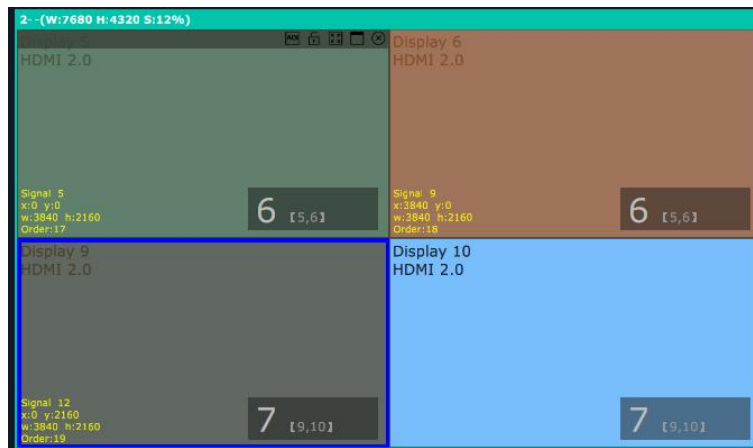 2- -(W:7680 H:4320 S:12%)
Display 5
HDMI 2.0
Signal 5
x:0 y:0
w:3840 h:2160
Order:17
6 【5,6】
Display 6
HDMI 2.0
Signal 9
x:3840 y:0
w:3840 h:2160
Order:18
6 【5,6】
Display 9
HDMI 2.0
Signal 12
x:0 y:2160
w:3840 h:2160
Order:19
7 【9,10】
Display 10
HDMI 2.0
7 【9,10】